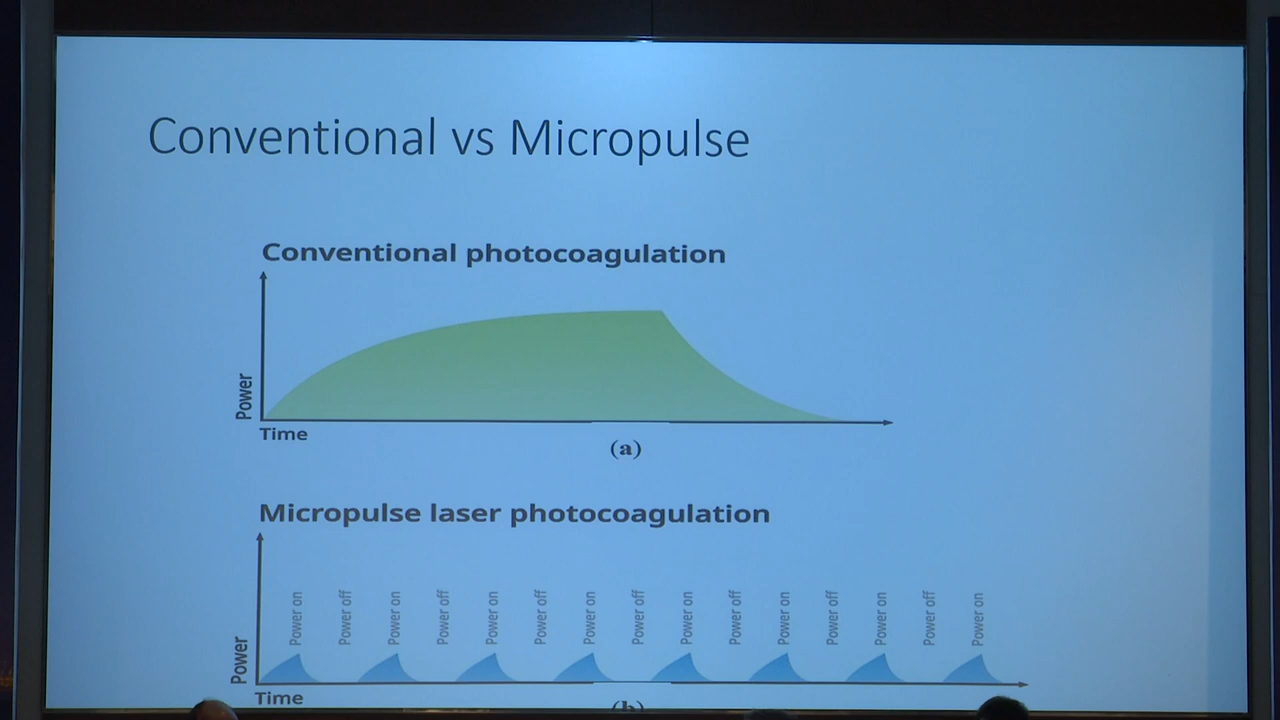 Conventional vs Micropulse
Conventional photocoagulation
Power
Time
(a)
Micropulse laser photocoagulation
Power on
Power off
Power on
Power off
Power on
Power off
Power on
Power off
Power on
Power off
Power on
Power off
Power on
Power off
Power on
Power
Time
(b)